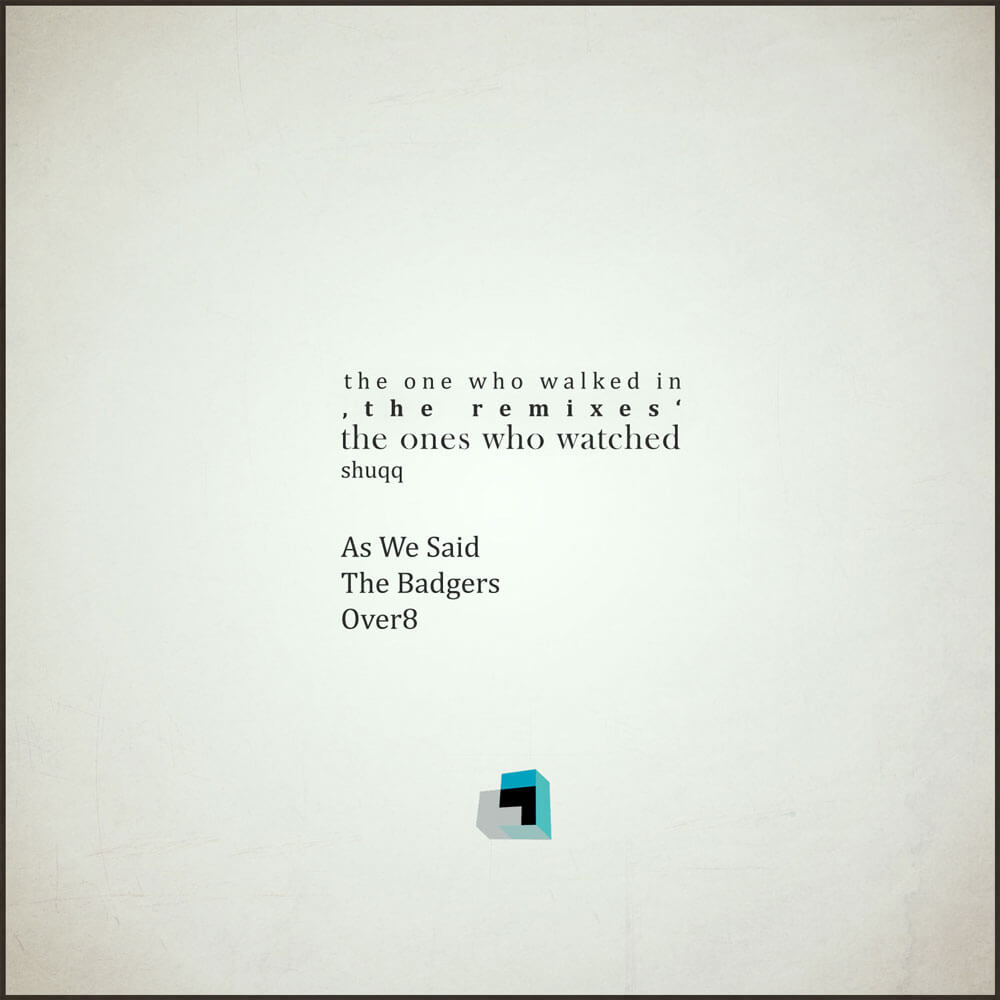 the one who walked in
‚the remixes‘
the ones who watched
shuqq
As We Said
The Badgers
Over8